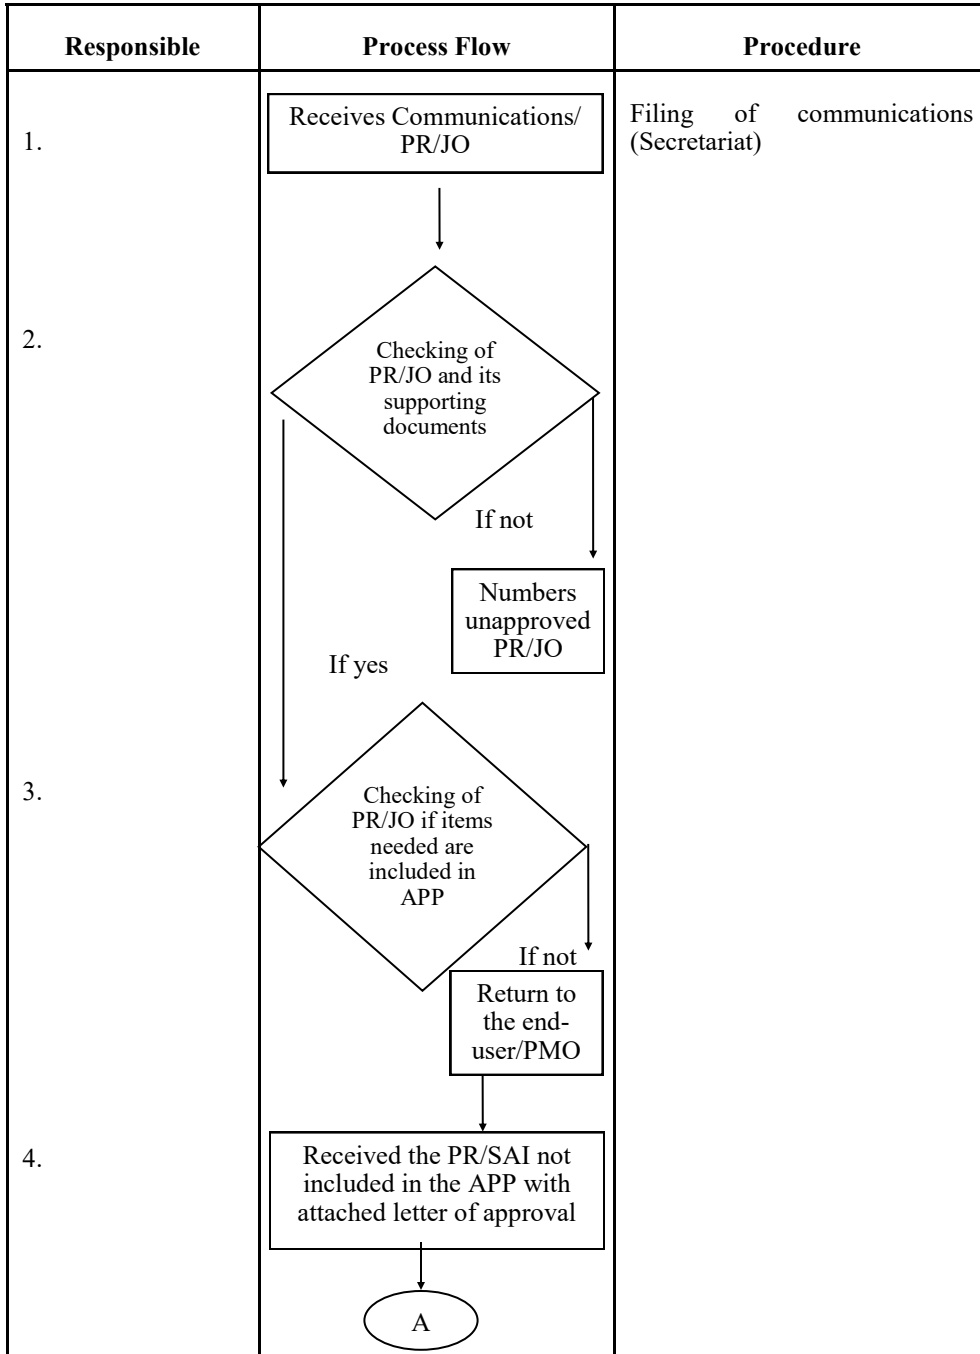 Responsible
Process Flow
Procedure
1.
Receives Communications/
PR/JO
Filing of communications
(Secretariat)
2.
Checking of
PR/JO and its
supporting
documents
If not
Numbers
unapproved
PR/JO
If yes
3.
Checking of
PR/JO if items
needed are
included in
APP
If not
Return to
the end-
user/PMO
4.
Received the PR/SAI not
included in the APP with
attached letter of approval
A